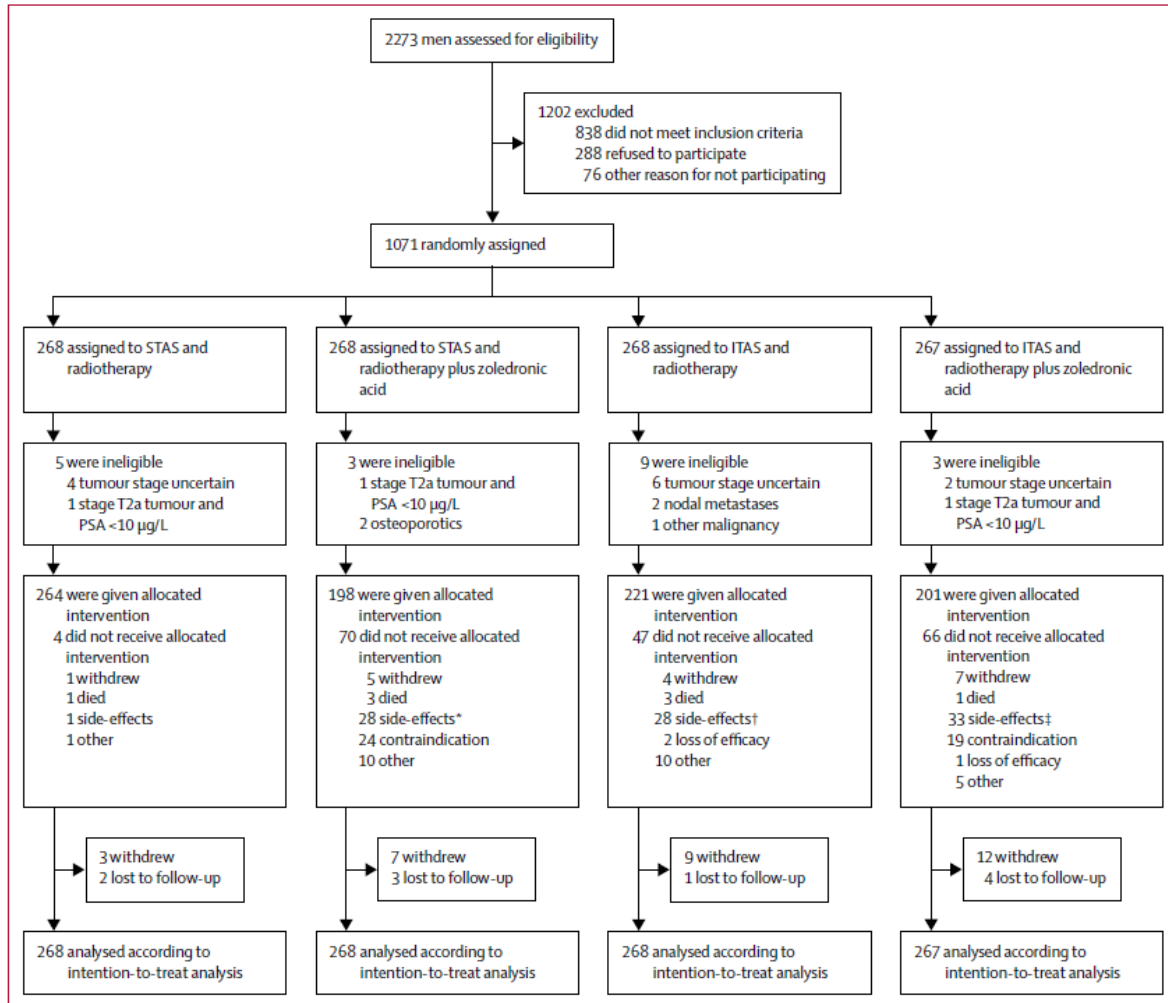 2273 men assessed for eligibility
1202 excluded
838 did not meet inclusion criteria
288 refused to participate
76 other reason for not participating
1071 randomly assigned
268 assigned to STAS and
radiotherapy
268 assigned to STAS and
radiotherapy plus zoledronic
acid
268 assigned to ITAS and
radiotherapy
267 assigned to ITAS and
radiotherapy plus zoledronic
acid
5 were ineligible
4 tumour stage uncertain
1 stage T2a tumour and
PSA <10 µg/L
3 were ineligible
1 stage T2a tumour and
PSA <10 µg/L
2 osteoporotics
9 were ineligible
6 tumour stage uncertain
2 nodal metastases
1 other malignancy
3 were ineligible
2 tumour stage uncertain
1 stage T2a tumour and
PSA <10 µg/L
264 were given allocated
intervention
4 did not receive allocated
intervention
1 withdrew
1 died
1 side-effects
1 other
198 were given allocated
intervention
70 did not receive allocated
intervention
5 withdrew
3 died
28 side-effects*
24 contraindication
10 other
221 were given allocated
intervention
47 did not receive allocated
intervention
4 withdrew
3 died
28 side-effects†
2 loss of efficacy
10 other
201 were given allocated
intervention
66 did not receive allocated
intervention
7 withdrew
1 died
33 side-effects‡
19 contraindication
1 loss of efficacy
5 other
3 withdrew
2 lost to follow-up
7 withdrew
3 lost to follow-up
9 withdrew
1 lost to follow-up
12 withdrew
4 lost to follow-up
268 analysed according to
intention-to-treat analysis
268 analysed according to
intention-to-treat analysis
268 analysed according to
intention-to-treat analysis
267 analysed according to
intention-to-treat analysis